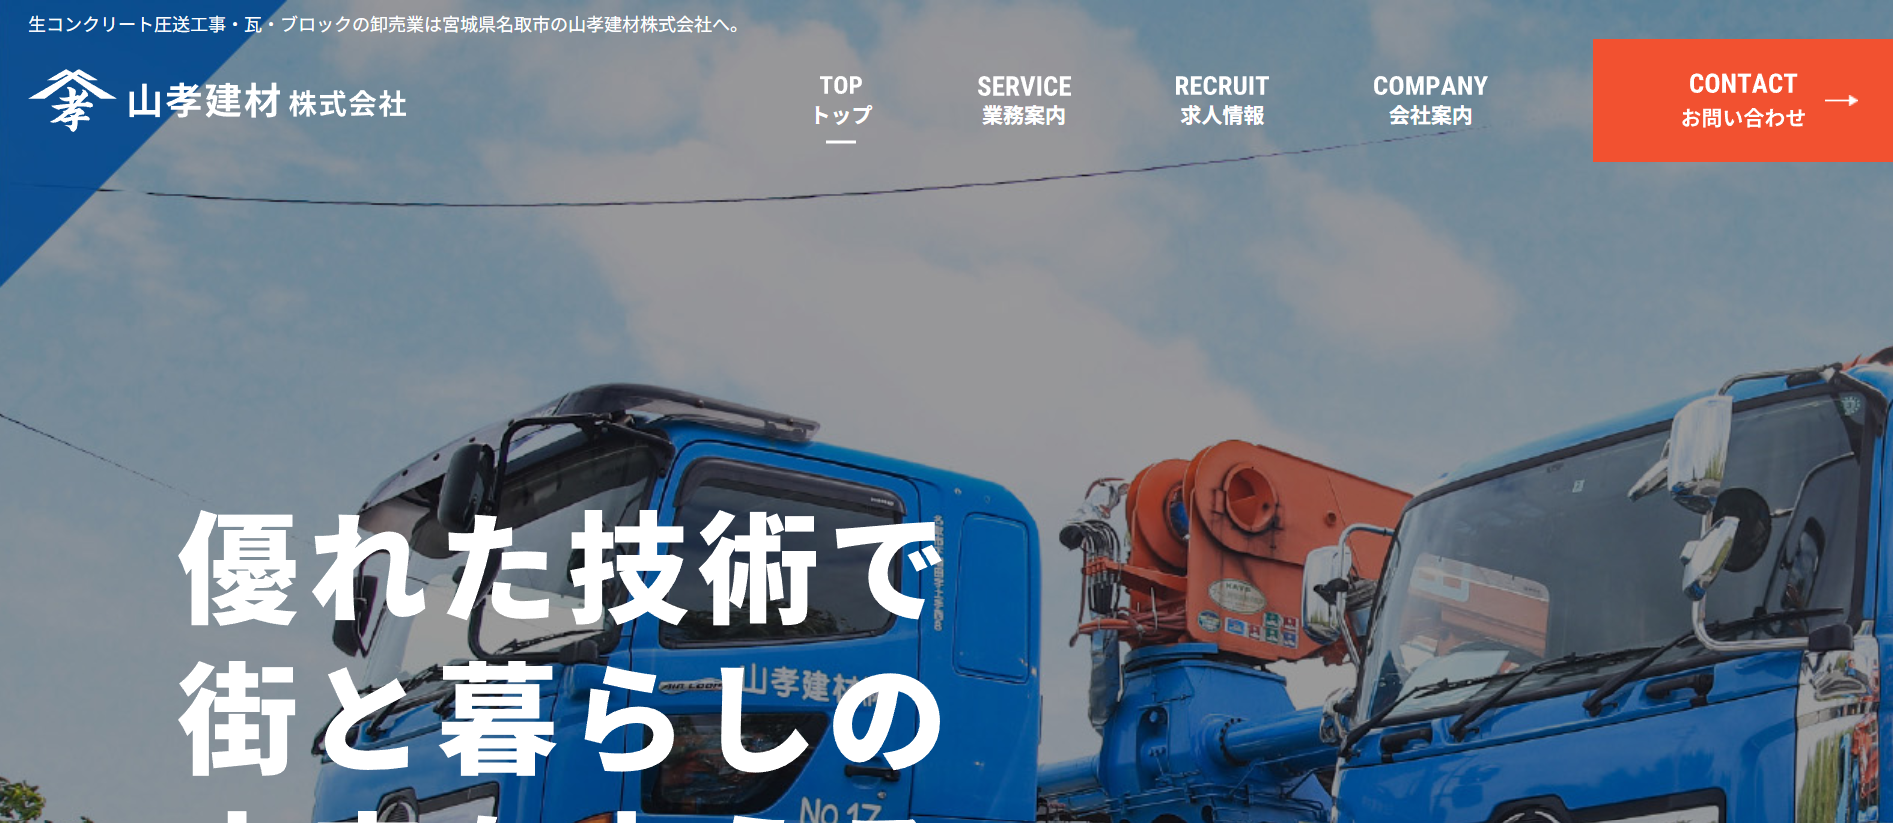 生コンクリート圧送工事・瓦・ブロックの卸売業は宮城県名取市の山孝建材株式会社へ。
孝
山孝建材 株式会社
TOP
トップ
SERVICE
業務案内
RECRUIT
求人情報
COMPANY
会社案内
CONTACT
お問い合わせ
優れた技術で
街と暮らしの
山孝建材
No 17